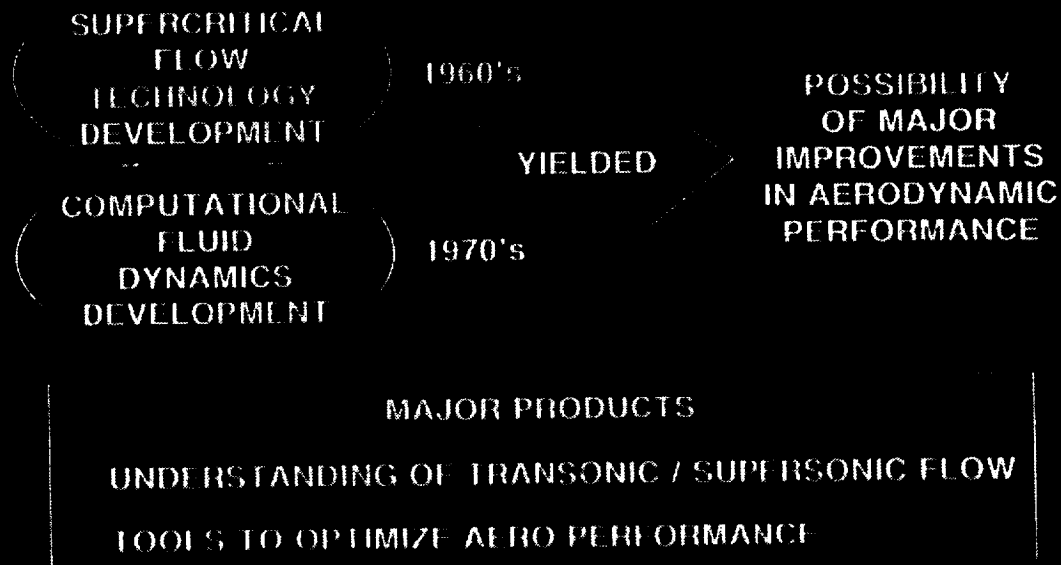 SUPERCRITICAL
FLOW
TECHNOLOGY
DEVELOPMENT
1960's
YIELDED
COMPUTATIONAL
FLUID
DYNAMICS
DEVELOPMENT
1970's
POSSIBILITY
OF MAJOR
IMPROVEMENTS
IN AERODYNAMIC
PERFORMANCE
MAJOR PRODUCTS
UNDERSTANDING OF TRANSONIC / SUPERSONIC FLOW
TOOLS TO OPTIMIZE AERO PERFORMANCE